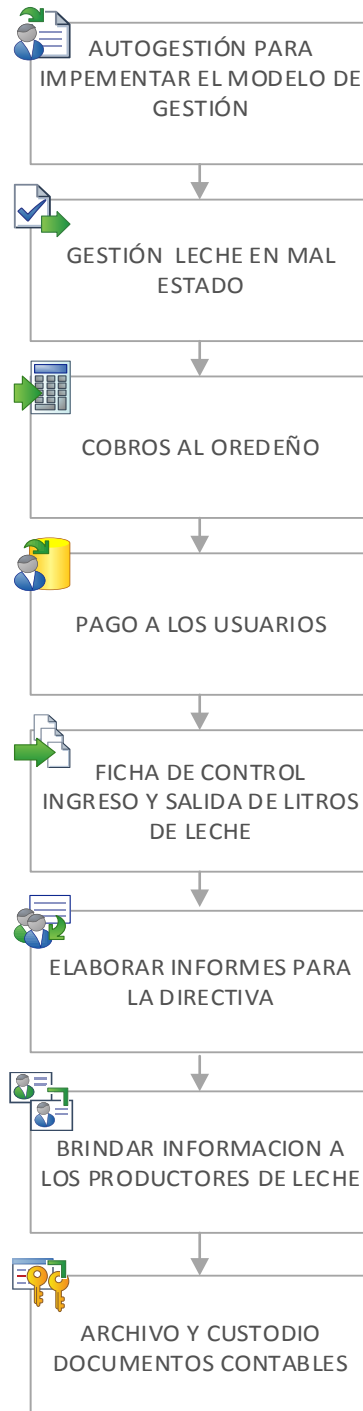 AUTOGESTIÓN PARA
IMPEMENTAR EL MODELO DE
GESTIÓN
GESTIÓN LECHE EN MAL
ESTADO
COBROS AL OREDEÑO
PAGO A LOS USUARIOS
FICHA DE CONTROL
INGRESO Y SALIDA DE LITROS
DE LECHE
ELABORAR INFORMES PARA
LA DIRECTIVA
BRINDAR INFORMACION A
LOS PRODUCTORES DE LECHE
ARCHIVO Y CUSTODIO
DOCUMENTOS CONTABLES